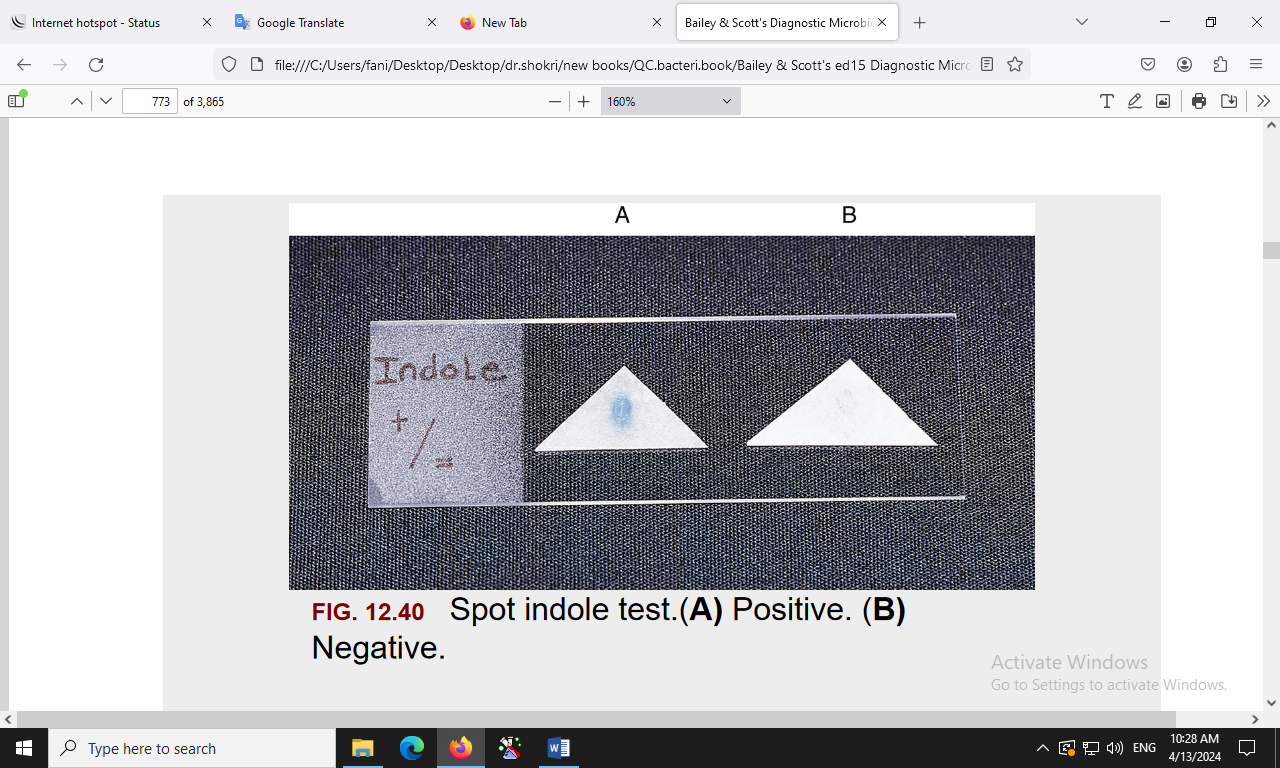 Internet hotspot - Status
Google Translate
New Tab
Bailey & Scott's Diagnostic Microbio
file:///C:/Users/fani/Desktop/Desktop/dr.shokri/new books/QC.bacteri.book/Bailey & Scott's ed15 Diagnostic Micro
773 of 3,865
160%
A B
Indole
+/=
FIG. 12.40 Spot indole test.(A) Positive. (B)
Negative.
Activate Windows
Go to Settings to activate Windows.
Type here to search
ENG
10:28 AM
4/13/2024